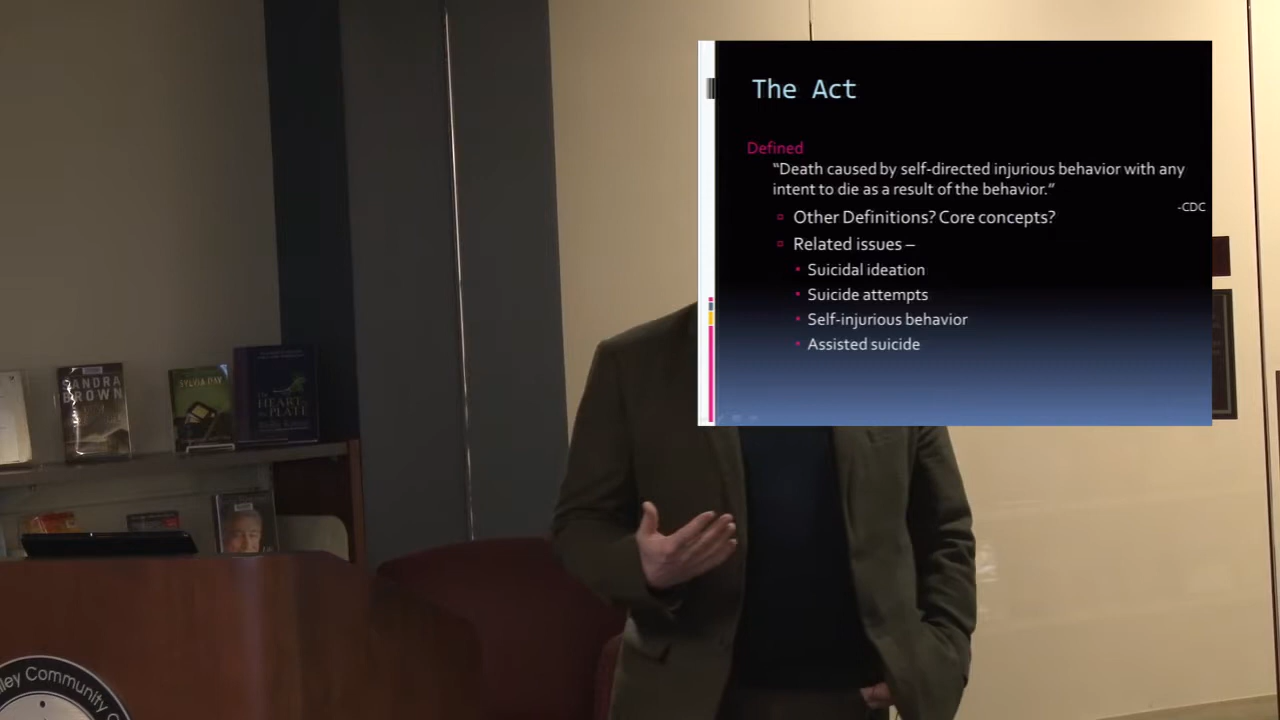 The Act
Defined
“Death caused by self-directed injurious behavior with any
intent to die as a result of the behavior.”
-CDC
Other Definitions? Core concepts?
Related issues –
Suicidal ideation
Suicide attempts
Self-injurious behavior
Assisted suicide
SANDRA
BROWN
SYLVIA DAY
The
HEART
PLATE
ley Community C